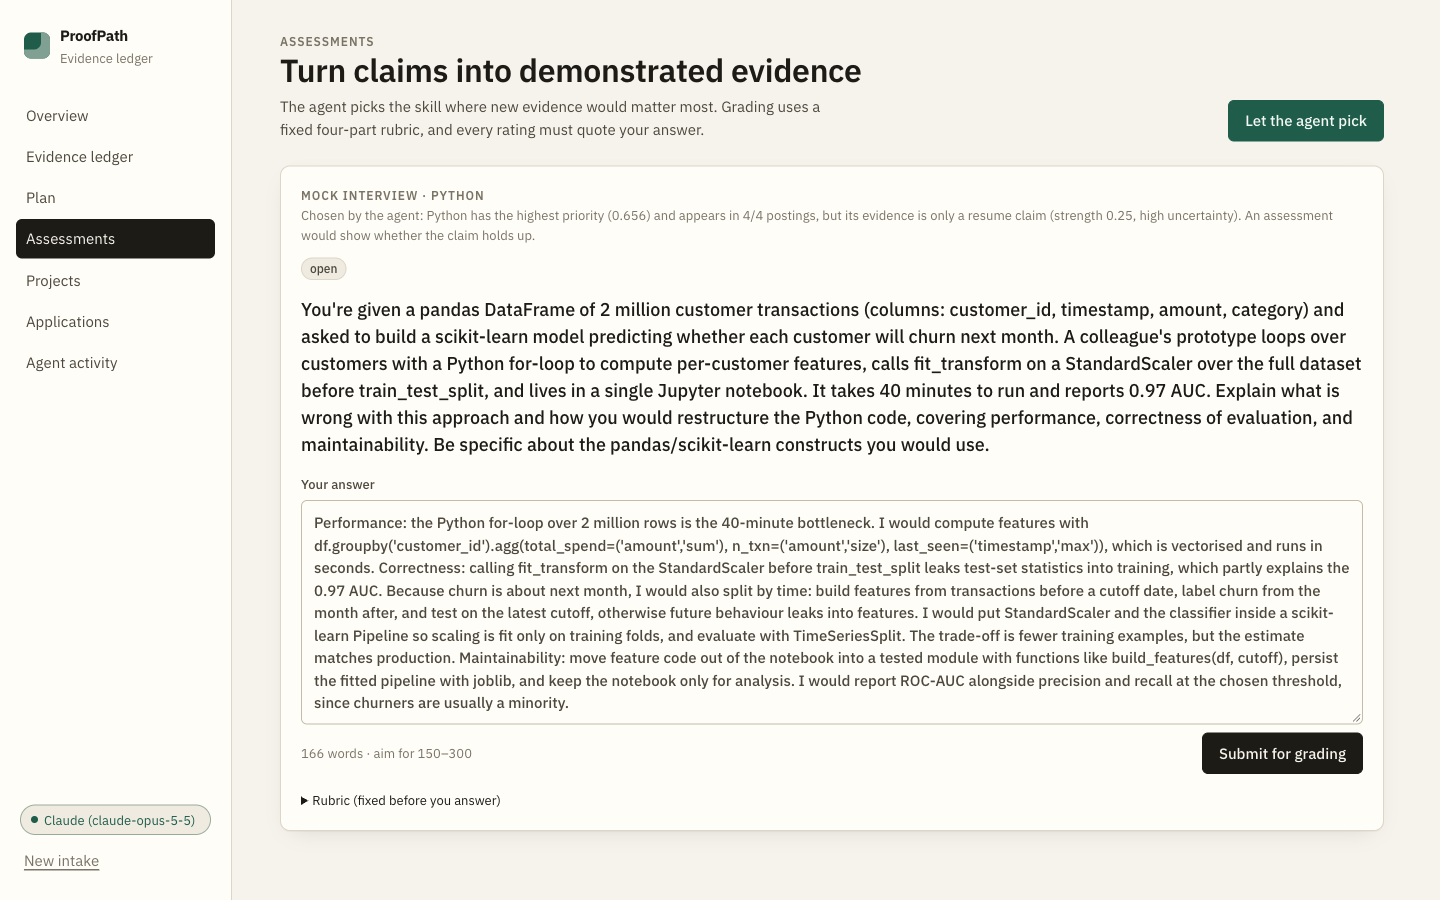 ProofPath
Evidence ledger
Overview
Evidence ledger
Plan
Assessments
Projects
Applications
Agent activity
Claude (claude-opus-5-5)
New intake
ASSESSMENTS
Turn claims into demonstrated evidence
The agent picks the skill where new evidence would matter most. Grading uses a
fixed four-part rubric, and every rating must quote your answer.
Let the agent pick
MOCK INTERVIEW · PYTHON
Chosen by the agent: Python has the highest priority (0.656) and appears in 4/4 postings, but its evidence is only a resume claim (strength 0.25, high uncertainty). An assessment
would show whether the claim holds up.
open
You're given a pandas DataFrame of 2 million customer transactions (columns: customer_id, timestamp, amount, category) and
asked to build a scikit-learn model predicting whether each customer will churn next month. A colleague's prototype loops over
customers with a Python for-loop to compute per-customer features, calls fit_transform on a StandardScaler over the full dataset
before train_test_split, and lives in a single Jupyter notebook. It takes 40 minutes to run and reports 0.97 AUC. Explain what is
wrong with this approach and how you would restructure the Python code, covering performance, correctness of evaluation, and
maintainability. Be specific about the pandas/scikit-learn constructs you would use.
Your answer
Performance: the Python for-loop over 2 million rows is the 40-minute bottleneck. I would compute features with
df.groupby('customer_id').agg(total_spend=('amount','sum'), n_txn=('amount','size'), last_seen=('timestamp','max')), which is vectorised and runs in
seconds. Correctness: calling fit_transform on the StandardScaler before train_test_split leaks test-set statistics into training, which partly explains the
0.97 AUC. Because churn is about next month, I would also split by time: build features from transactions before a cutoff date, label churn from the
month after, and test on the latest cutoff, otherwise future behaviour leaks into features. I would put StandardScaler and the classifier inside a scikit-
learn Pipeline so scaling is fit only on training folds, and evaluate with TimeSeriesSplit. The trade-off is fewer training examples, but the estimate
matches production. Maintainability: move feature code out of the notebook into a tested module with functions like build_features(df, cutoff), persist
the fitted pipeline with joblib, and keep the notebook only for analysis. I would report ROC-AUC alongside precision and recall at the chosen threshold,
since churners are usually a minority.
166 words · aim for 150–300
Submit for grading
Rubric (fixed before you answer)